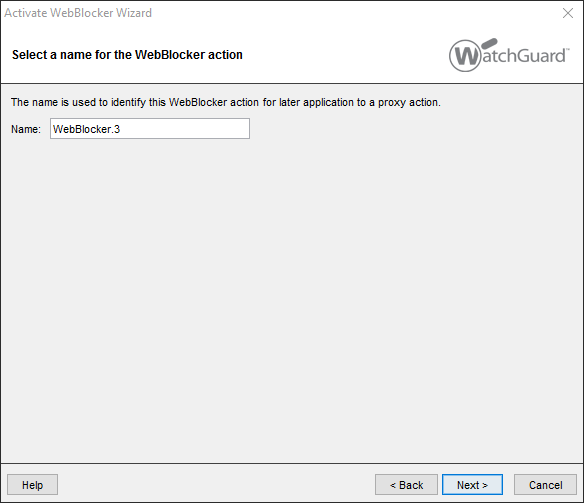 Activate WebBlocker Wizard
Select a name for the WebBlocker action
WatchGuard
The name is used to identify this WebBlocker action for later application to a proxy action.
Name: WebBlocker.3
Help < Back Next > Cancel